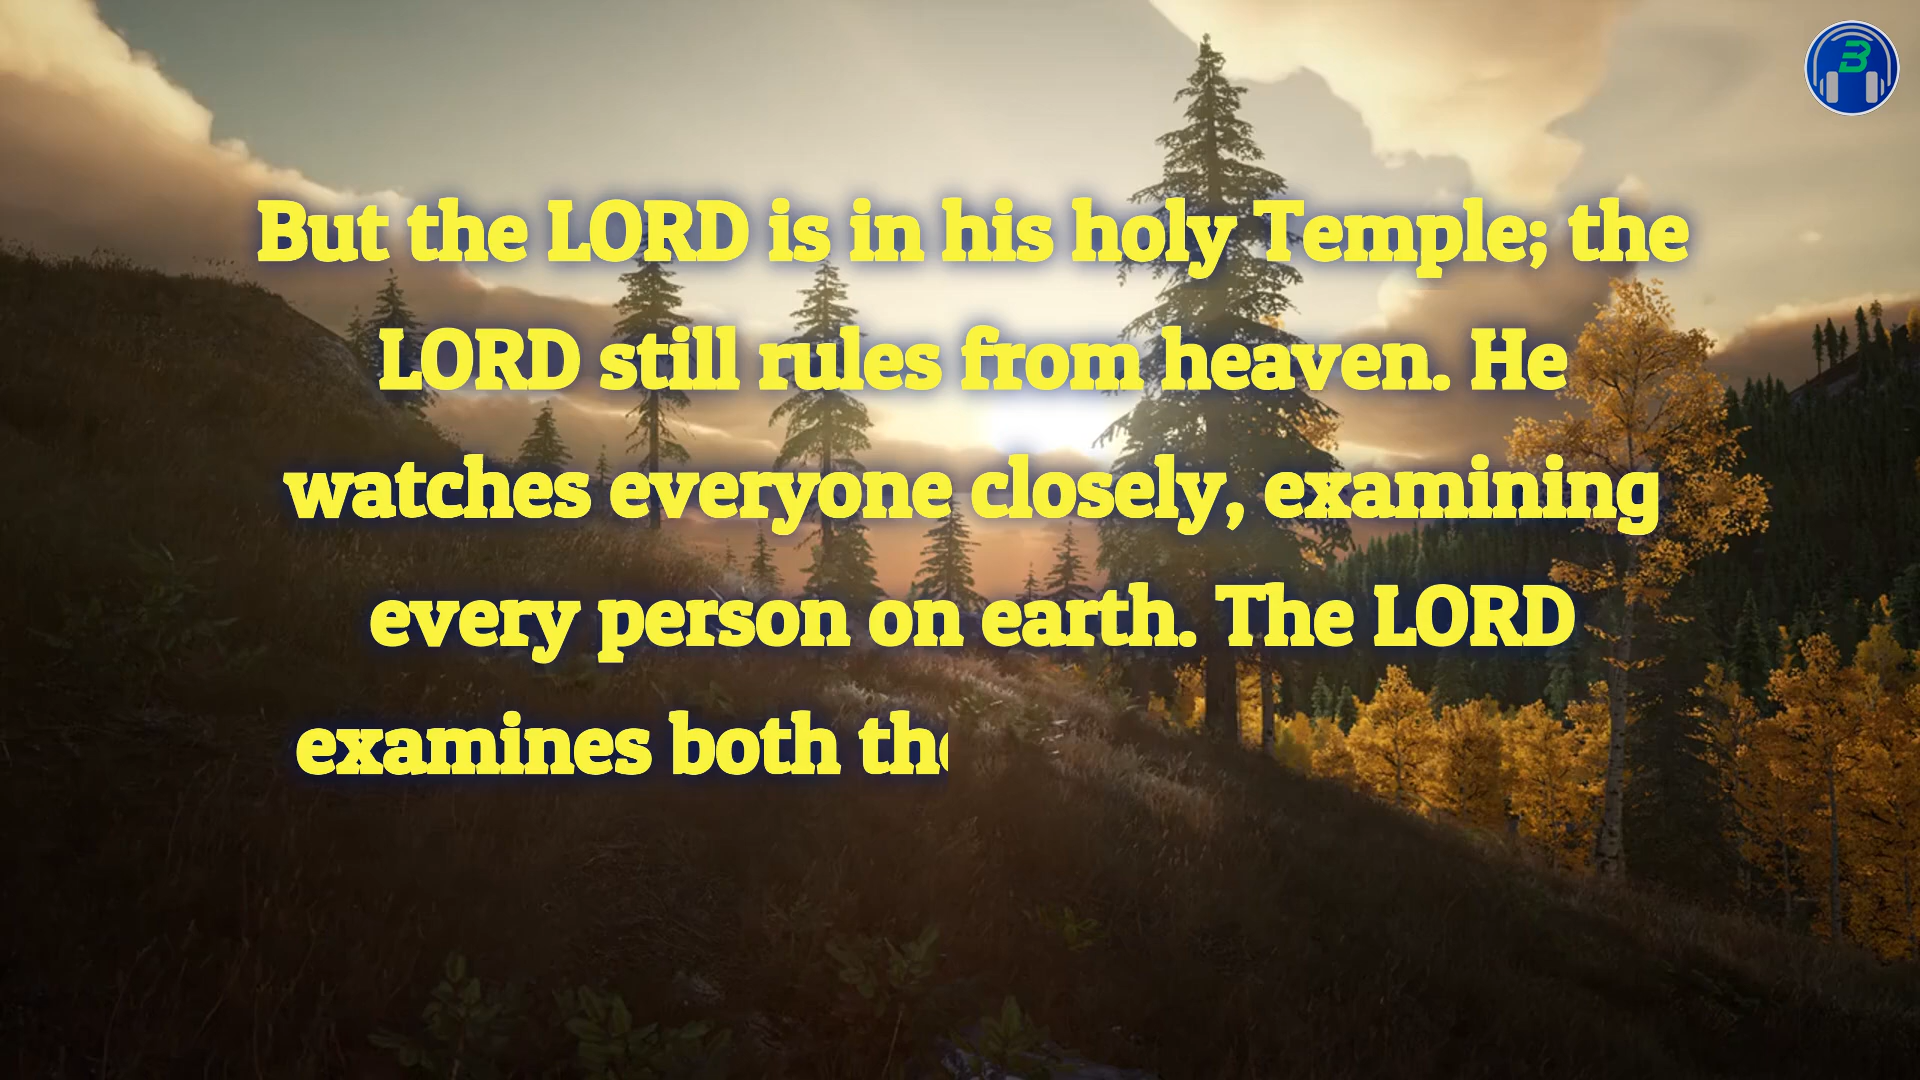 But the LORD is in his holy Temple; the
LORD still rules from heaven. He
watches everyone closely, examining
every person on earth. The LORD
examines both the
B